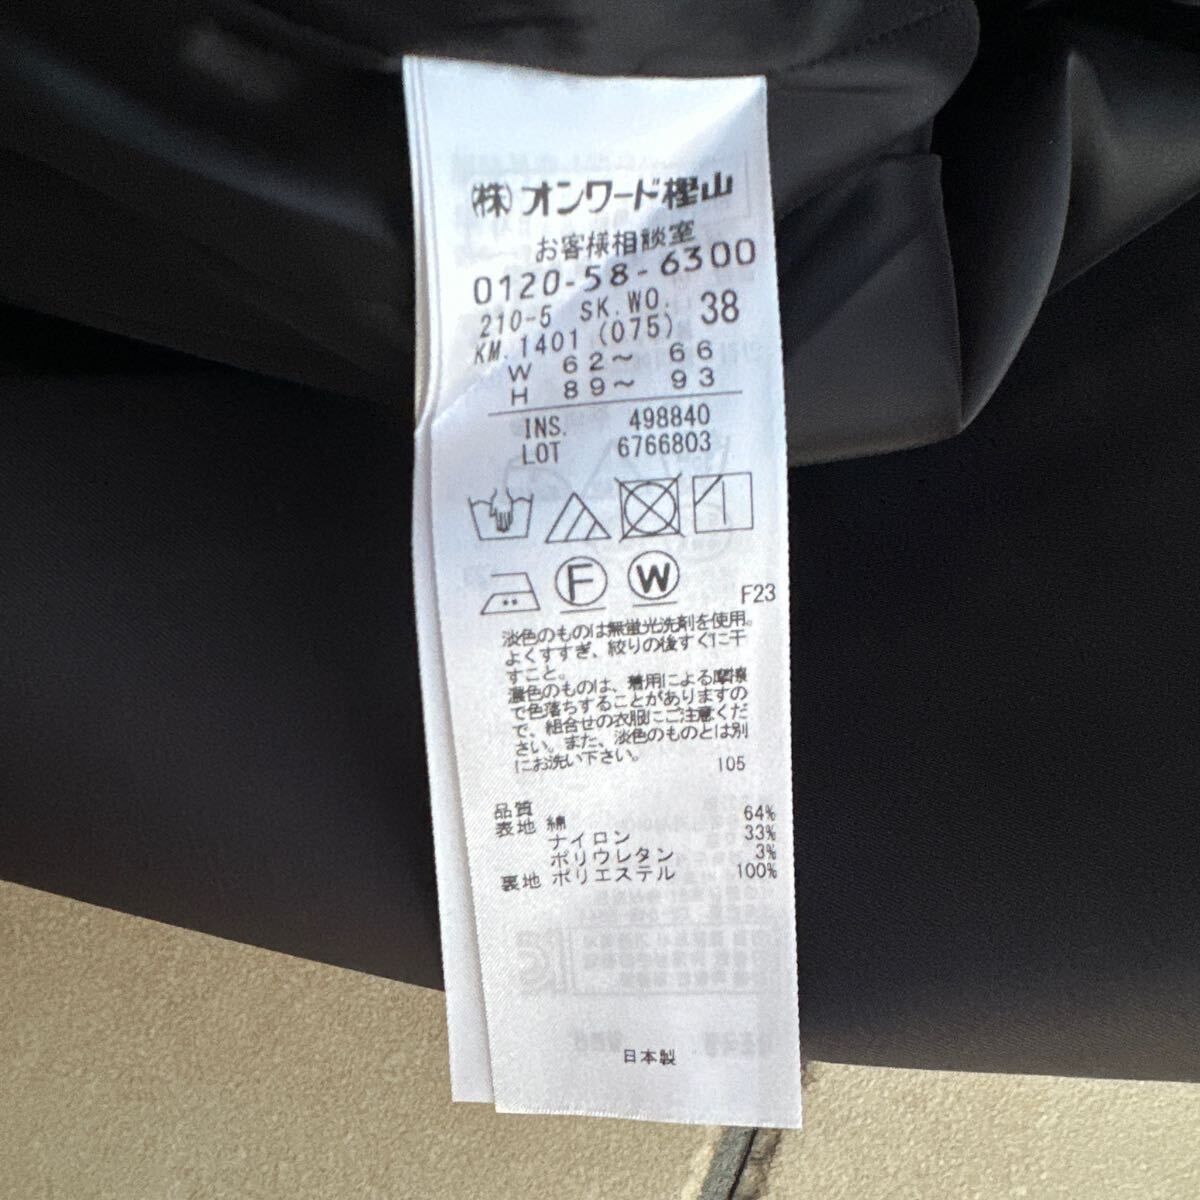 (株)オンワード樫山
お客様相談室
0120-58-6300
210-5 SK.WO. 38
KM.1401 (075)
W 62～ 66
H 89～ 93
INS. 498840
LOT 6766803
F
W
F23
淡色のものは無蛍光洗剤を使用。
よくすすぎ、絞りの後すぐに干
すこと。
濃色のものは、着用による摩擦
で色落ちすることがありますの
で、組合せの衣服にご注意くだ
さい。また、淡色のものとは別
にお洗い下さい。
105
品質
表地 綿 64%
ナイロン 33%
ポリウレタン 3%
裏地 ポリエステル 100%
日本製